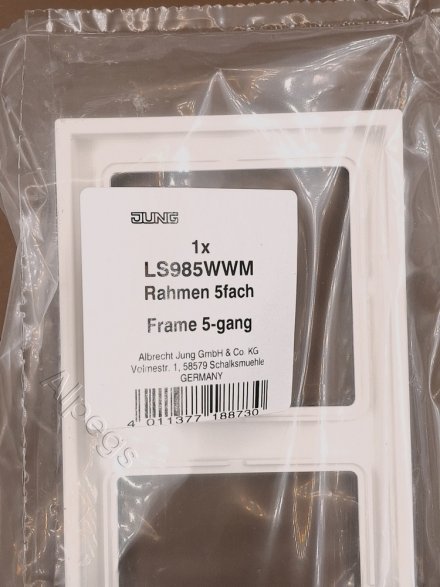 JUNG
1x
LS985WWM
Rahmen 5fach
Frame 5-gang
Albrecht Jung GmbH & Co. KG
Volmestr. 1, 58579 Schalksmuehle
GERMANY
4 011377 188730
Alpegs